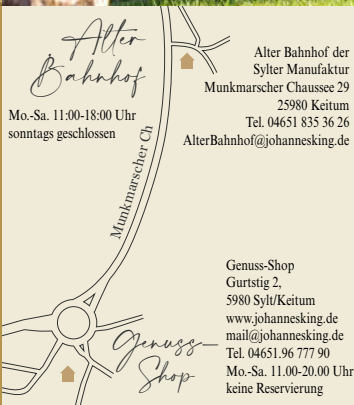 Alter
Bahnhof
Mo.-Sa. 11:00-18:00 Uhr
sonntags geschlossen
Alter Bahnhof der
Sylter Manufaktur
Munkmarscher Chaussee 29
25980 Keitum
Tel. 04651 835 36 26
AlterBahnhof@johannesking.de
Munkmarscher Ch
Genuss-
Shop
Genuss-Shop
Gurtstig 2,
5980 Sylt/Keitum
www.johannesking.de
mail@johannesking.de
Tel. 04651.96 777 90
Mo.-Sa. 11.00-20.00 Uhr
keine Reservierung